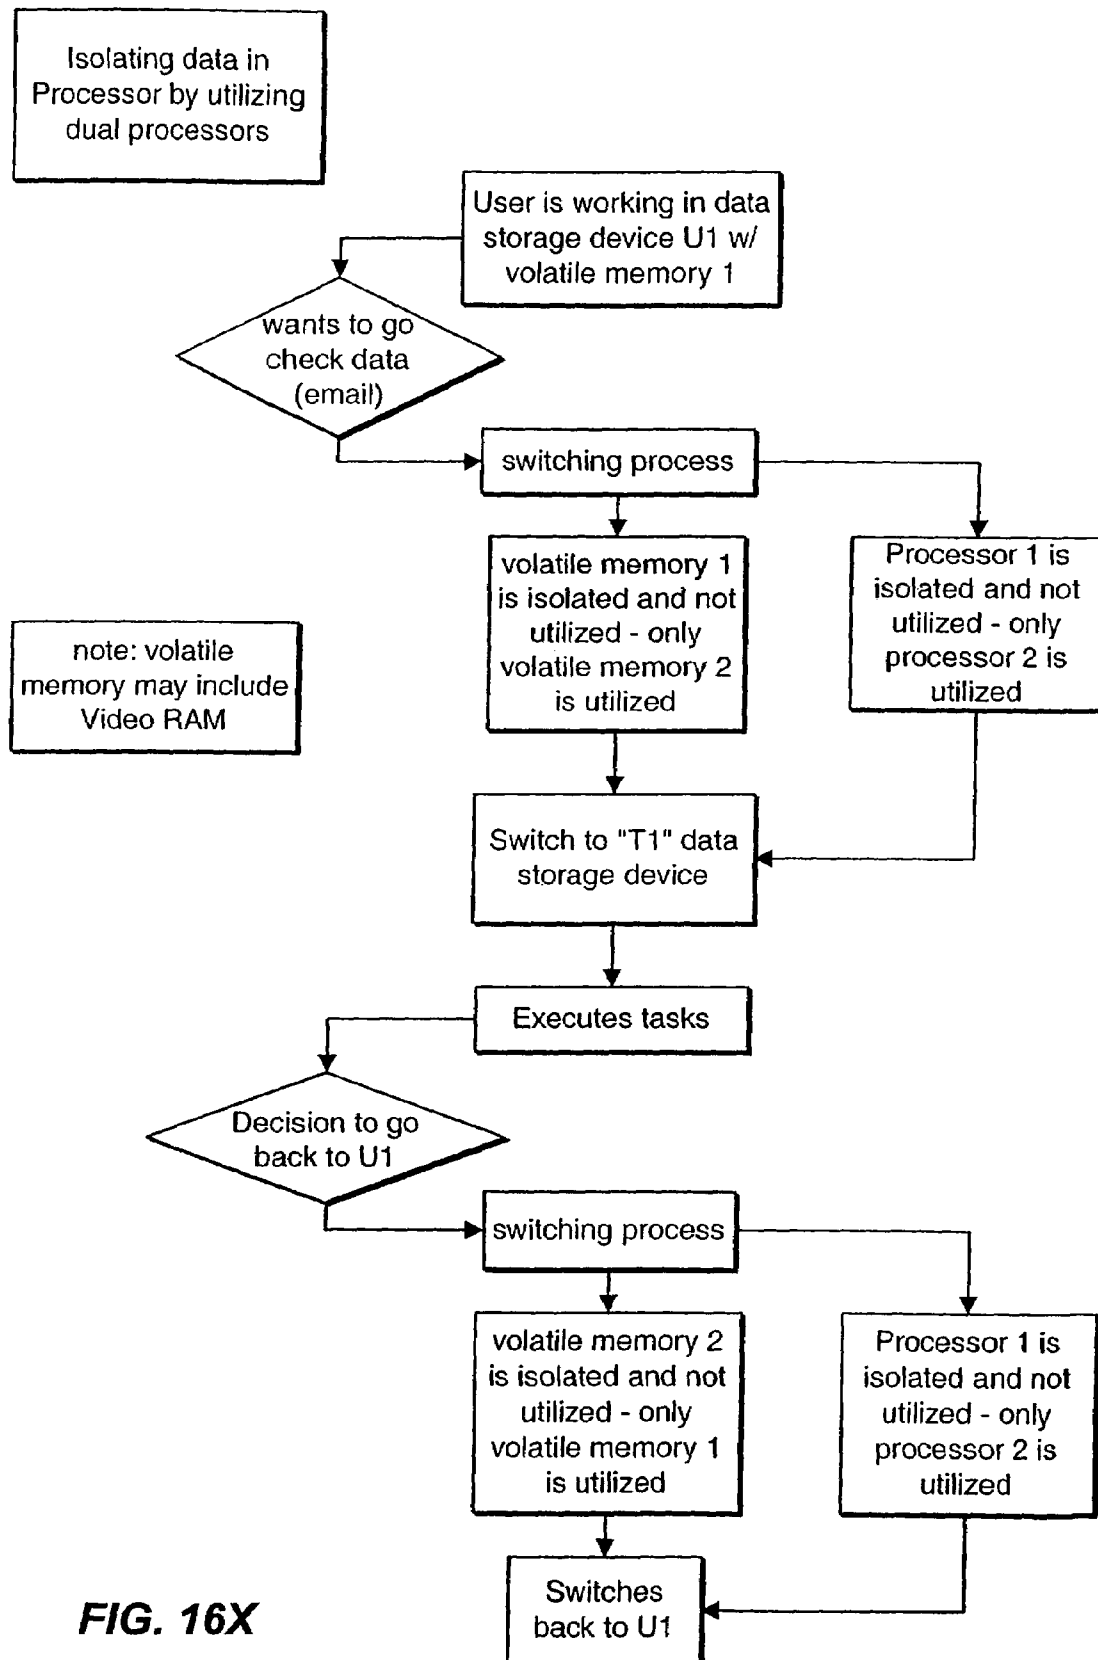 Isolating data in
Processor by utilizing
dual processors
User is working in data
storage device U1 w/
volatile memory 1
wants to go
check data
(email)
switching process
volatile memory 1
is isolated and not
utilized - only
volatile memory 2
is utilized
Processor 1 is
isolated and not
utilized - only
processor 2 is
utilized
note: volatile
memory may include
Video RAM
Switch to "T1" data
storage device
Executes tasks
Decision to go
back to U1
switching process
volatile memory 2
is isolated and not
utilized - only
volatile memory 1
is utilized
Processor 1 is
isolated and not
utilized - only
processor 2 is
utilized
Switches
back to U1
FIG. 16X